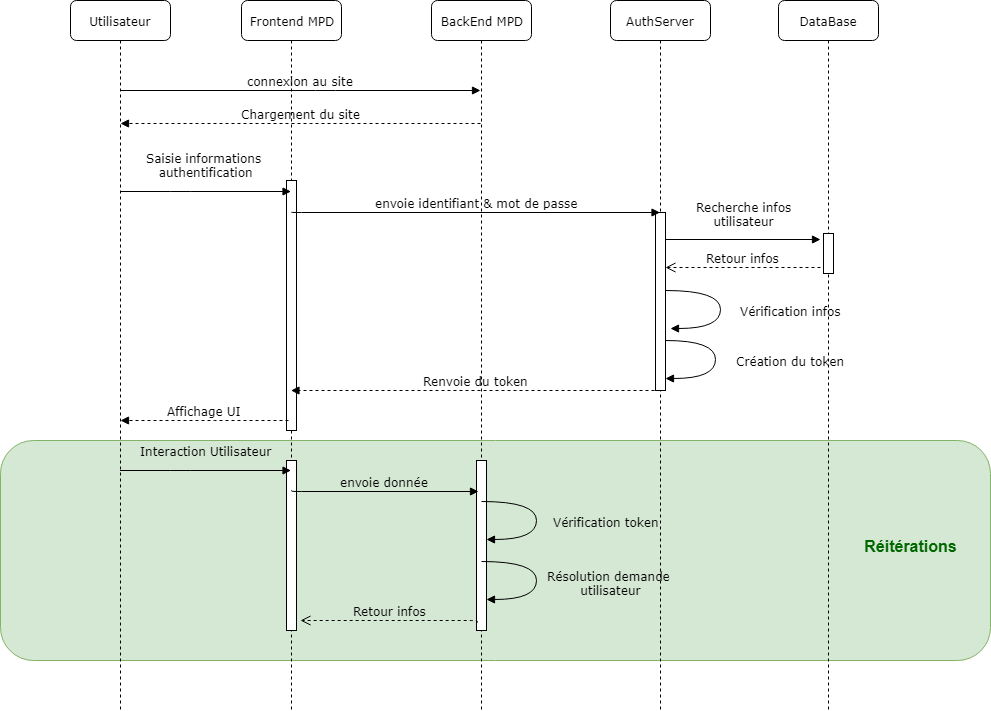 Utilisateur
Frontend MPD
BackEnd MPD
AuthServer
DataBase
connexion au site
Chargement du site
Saisie informations
authentification
envoie identifiant & mot de passe
Recherche infos
utilisateur
Retour infos
Vérification infos
Création du token
Renvoie du token
Affichage UI
Interaction Utilisateur
envoie donnée
Vérification token
Réitérations
Résolution demande
utilisateur
Retour infos